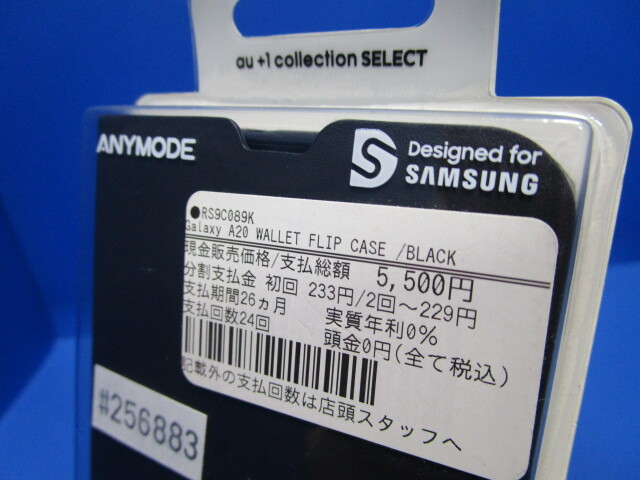 au +1 collection SELECT
ANYMODE
Designed for
SAMSUNG
●RS9C089K
Galaxy A20 WALLET FLIP CASE /BLACK
現金販売価格/支払総額 5,500円
分割支払金 初回 233円/2回～229円
支払期間26ヵ月 実質年利0%
支払回数24回 頭金0円(全て税込)
記載外の支払回数は店頭スタッフへ
#256883